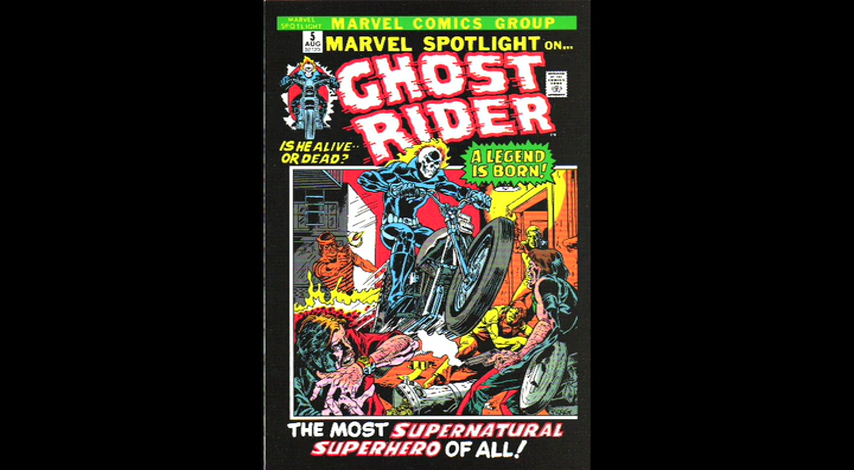 MARVEL SPOTLIGHT
MARVEL COMICS GROUP
5
AUG
MARVEL SPOTLIGHT ON...
GHOST
RIDER
IS HE ALIVE--
OR DEAD?
A LEGEND
IS BORN!
THE MOST SUPERNATURAL
SUPERHERO OF ALL!